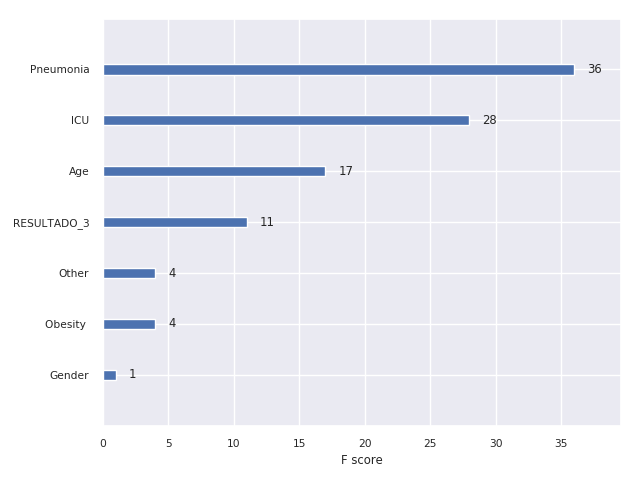 Pneumonia 36
ICU 28
Age 17
RESULTADO_3 11
Other 4
Obesity 4
Gender 1
0 5 10 15 20 25 30 35
F score